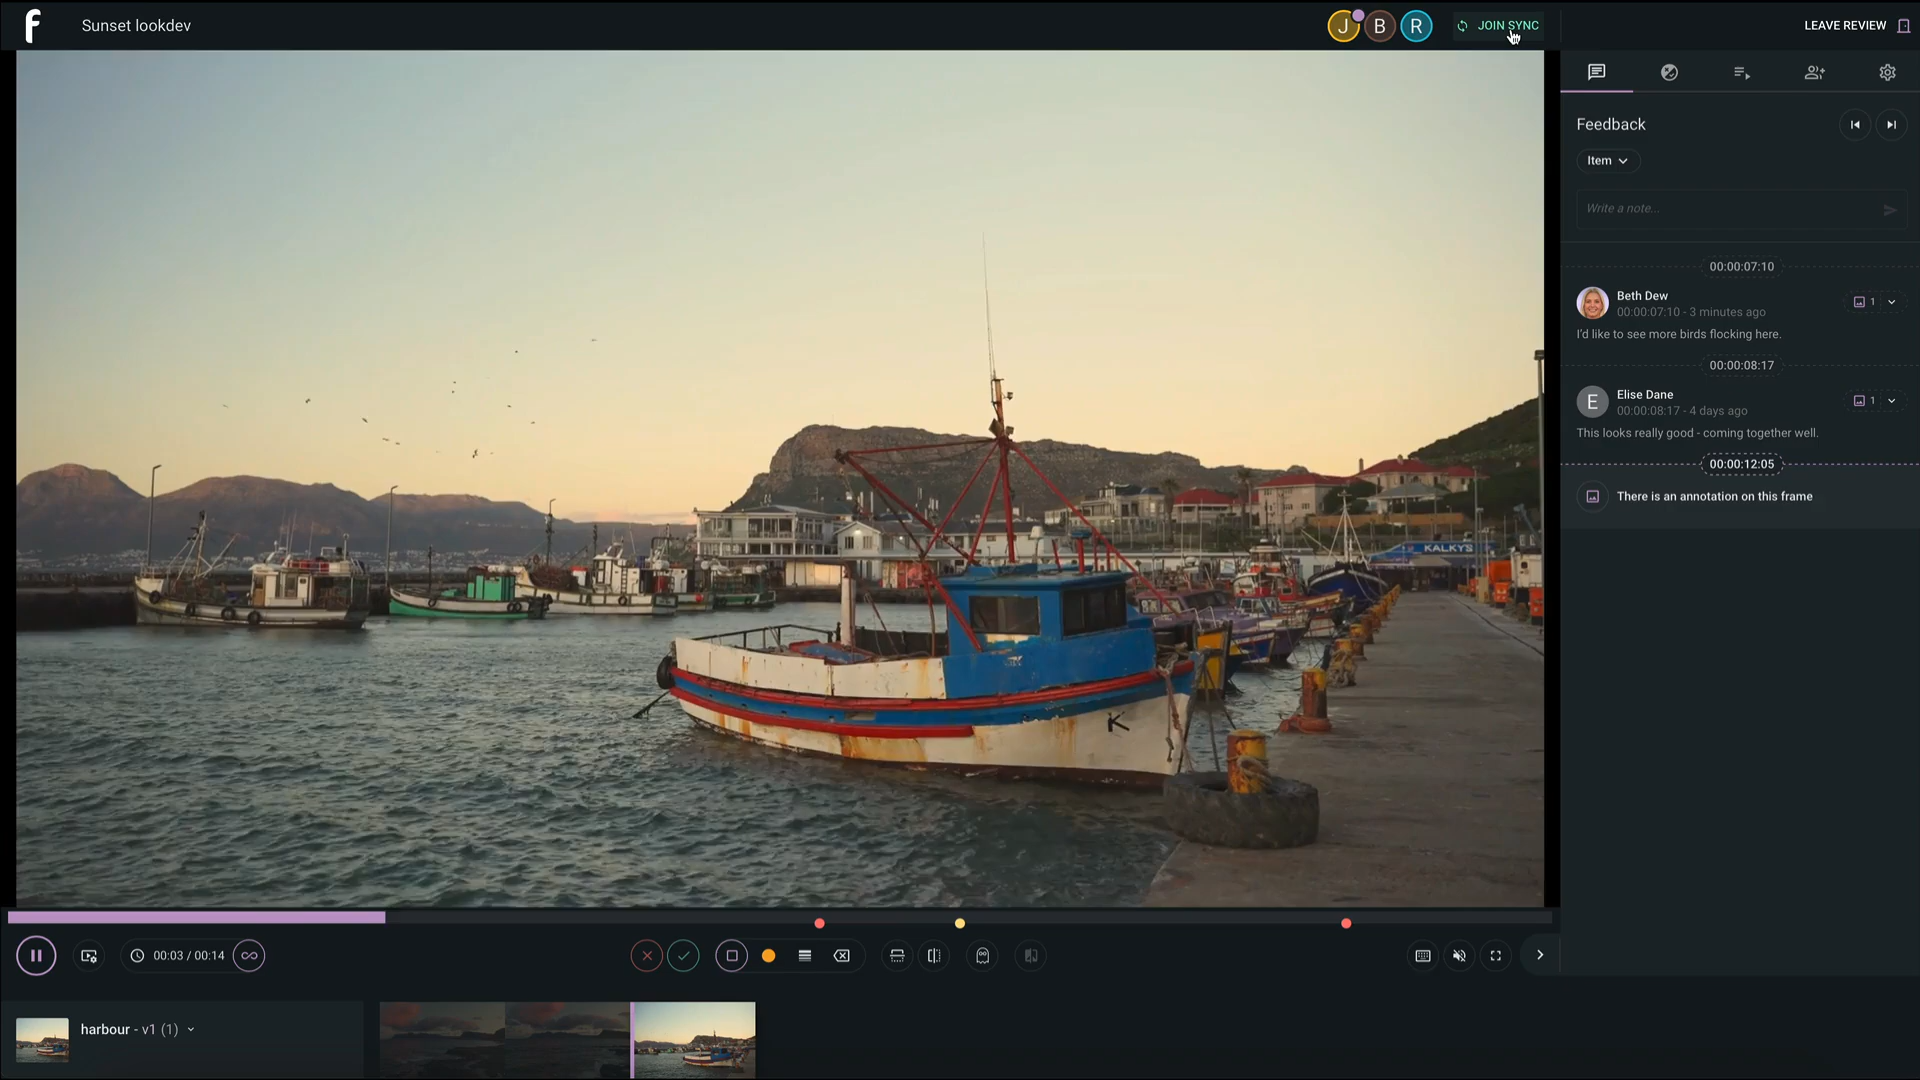 f
Sunset lookdev
J
B
R
JOIN SYNC
LEAVE REVIEW
Feedback
Item
Write a note...
00:00:07:10
Beth Dew
00:00:07:10 - 3 minutes ago
1
I'd like to see more birds flocking here.
00:00:08:17
E
Elise Dane
00:00:08:17 - 4 days ago
1
This looks really good - coming together well.
00:00:12:05
There is an annotation on this frame
KALKYS
K
00:03 / 00:14
harbour - v1 (1)